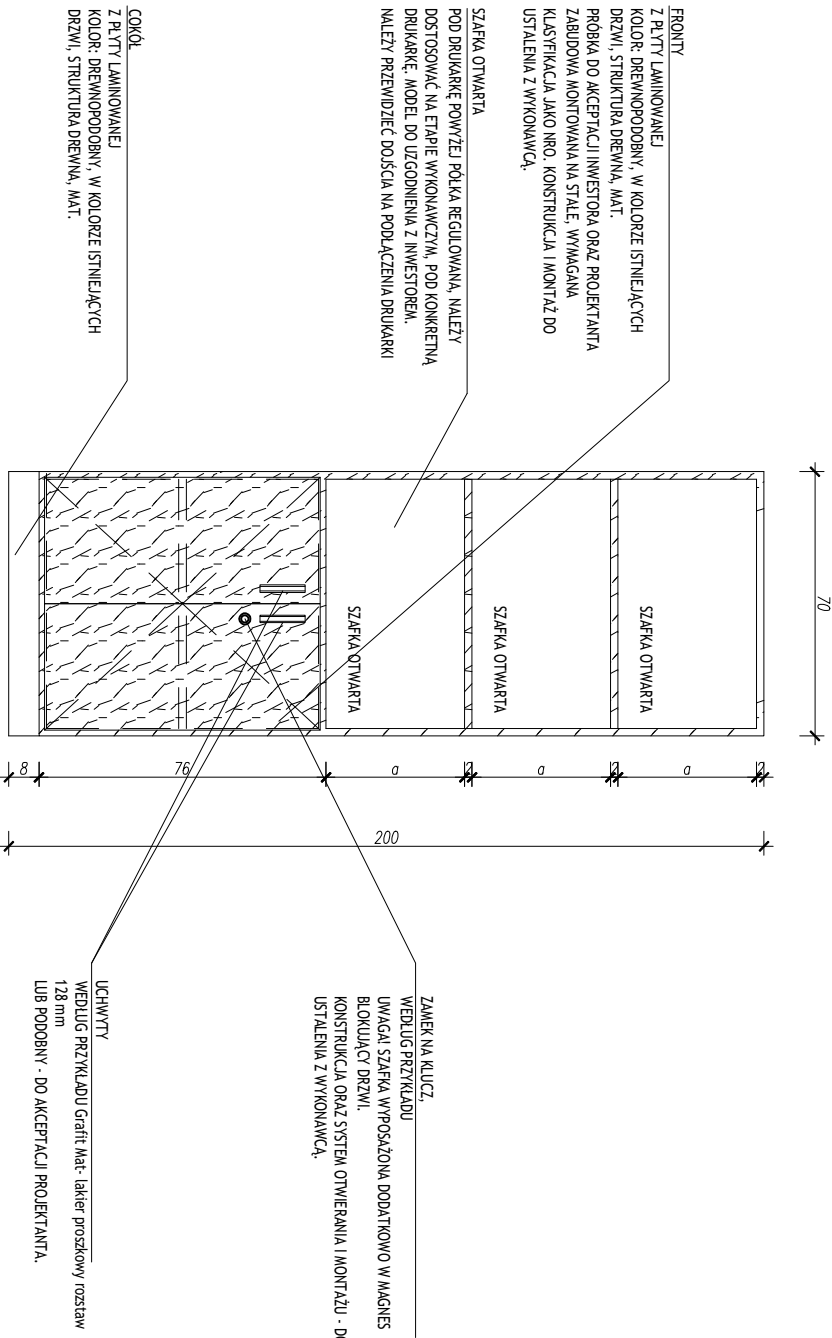 FRONTY
Z PŁYTY LAMINOWANEJ
KOLOR: DREWNOPODOBNY, W KOLORZE ISTNIEJĄCYCH
DRZWI, STRUKTURA DREWNA, MAT.
PRÓBKA DO AKCEPTACJI INWESTORA ORAZ PROJEKTANTA
ZABUDOWA MONTOWANA NA STAŁE, WYMAGANA
KLASYFIKACJA JAKO NRO. KONSTRUKCJA I MONTAŻ DO
USTALENIA Z WYKONAWCĄ.
SZAFKA OTWARTA
POD DRUKARKĘ POWYŻEJ PÓŁKA REGULOWANA, NALEŻY
DOSTOSOWAĆ NA ETAPIE WYKONAWCZYM, POD KONKRETNĄ
DRUKARKĘ. MODEL DO UZGODNIENIA Z INWESTOREM.
NALEŻY PRZEWIDZIEĆ DOJŚCIA NA PODŁĄCZENIA DRUKARKI
COKÓŁ
Z PŁYTY LAMINOWANEJ
KOLOR: DREWNOPODOBNY, W KOLORZE ISTNIEJĄCYCH
DRZWI, STRUKTURA DREWNA, MAT.
70
SZAFKA OTWARTA
SZAFKA OTWARTA
SZAFKA OTWARTA
2
a
2
a
2
a
76
8
200
ZAMEK NA KLUCZ,
WEDŁUG PRZYKŁADU
UWAGA! SZAFKA WYPOSAŻONA DODATKOWO W MAGNES
BLOKUJĄCY DRZWI.
KONSTRUKCJA ORAZ SYSTEM OTWIERANIA I MONTAŻU - DO
USTALENIA Z WYKONAWCĄ.
UCHWYTY
WEDŁUG PRZYKŁADU Grafit Mat- lakier proszkowy rozstaw
128 mm
LUB PODOBNY - DO AKCEPTACJI PROJEKTANTA.